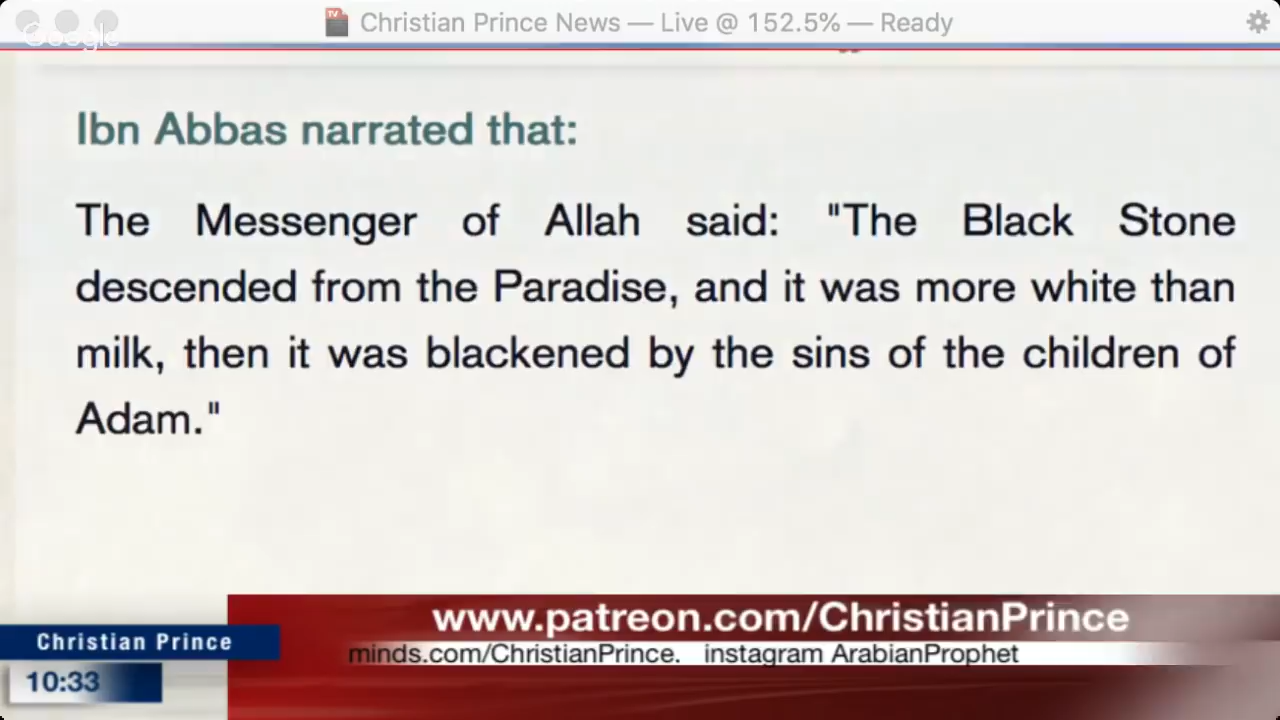 Christian Prince News — Live @ 152.5% — Ready
Google
Ibn Abbas narrated that:
The Messenger of Allah said: "The Black Stone
descended from the Paradise, and it was more white than
milk, then it was blackened by the sins of the children of
Adam."
www.patreon.com/ChristianPrince
Christian Prince
minds.com/ChristianPrince. instagram ArabianProphet
10:33